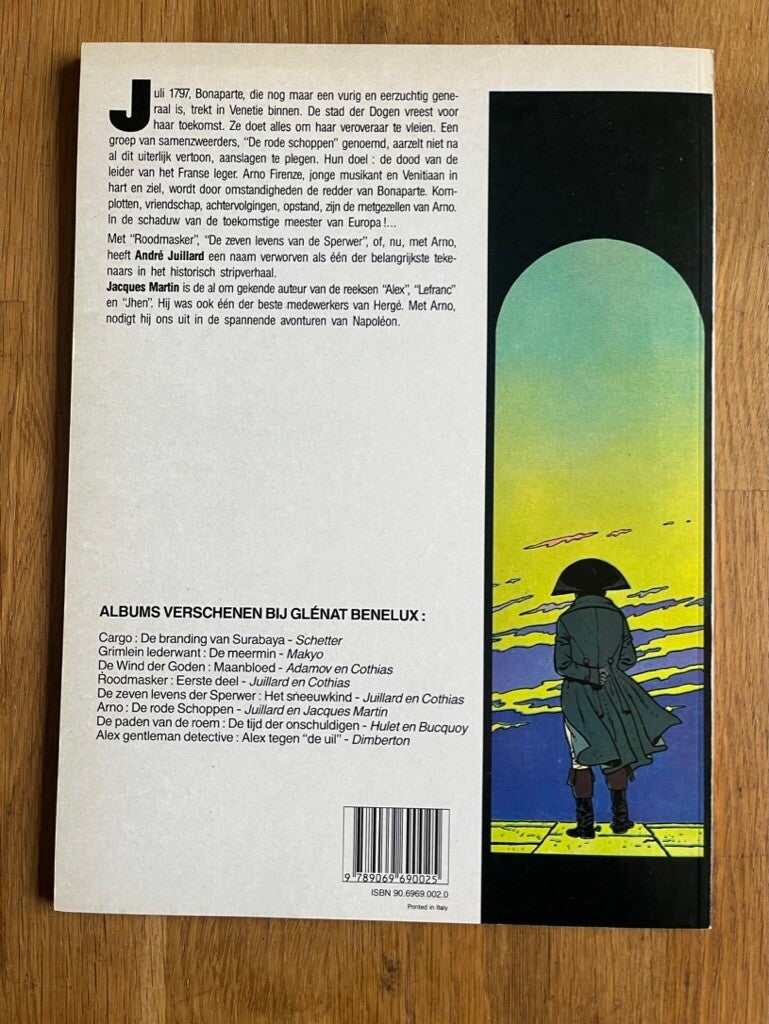 Juli 1797, Bonaparte, die nog maar een vurig en eerzuchtig gene-
raal is, trekt in Venetie binnen. De stad der Dogen vreest voor
haar toekomst. Ze doet alles om haar veroveraar te vleien. Een
groep van samenzweerders, "De rode schoppen" genoemd, aarzelt niet na
al dit uiterlijk vertoon, aanslagen te plegen. Hun doel : de dood van de
leider van het Franse leger. Arno Firenze, jonge musikant en Venitiaan in
hart en ziel, wordt door omstandigheden de redder van Bonaparte. Kom-
plotten, vriendschap, achtervolgingen, opstand, zijn de metgezellen van Arno.
In de schaduw van de toekomstige meester van Europa !...
Met "Roodmasker", "De zeven levens van de Sperwer", of, nu, met Arno,
heeft André Juillard een naam verworven als één der belangrijkste teke-
naars in het historisch stripverhaal.
Jacques Martin is de al om gekende auteur van de reeksen "Alex", "Lefranc"
en "Jhen". Hij was ook één der beste medewerkers van Hergé. Met Arno,
nodigt hij ons uit in de spannende avonturen van Napoléon.
ALBUMS VERSCHENEN BIJ GLÉNAT BENELUX :
Cargo : De branding van Surabaya - Schetter
Grimlein lederwant : De meermin - Makyo
De Wind der Goden : Maanbloed - Adamov en Cothias
Roodmasker : Eerste deel - Juillard en Cothias
De zeven levens der Sperwer : Het sneeuwkind - Juillard en Cothias
Arno : De rode Schoppen - Juillard en Jacques Martin
De paden van de roem : De tijd der onschuldigen - Hulet en Bucquoy
Alex gentleman detective : Alex tegen "de uil" - Dimberton
9 789069 690025
ISBN 90.6969.002.0
Printed in Italy